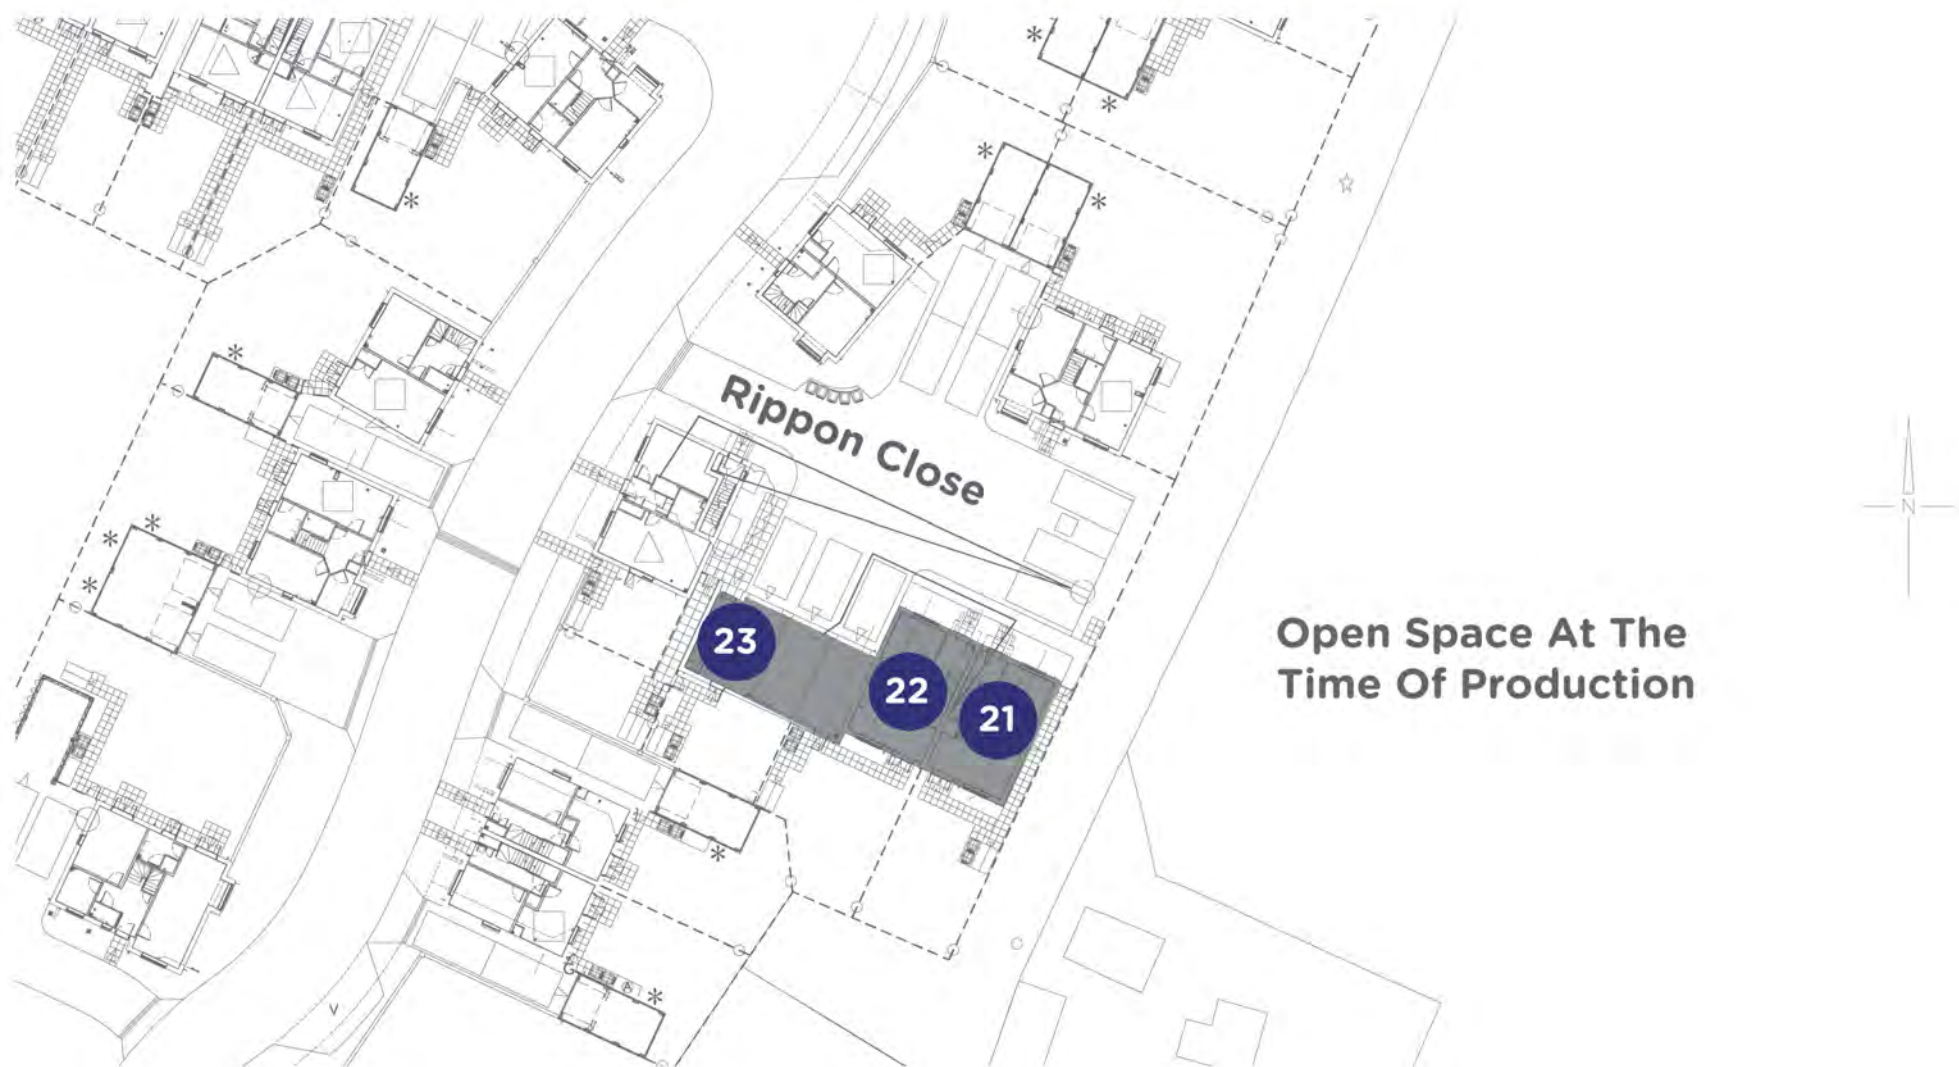 Rippon Close
N
Open Space At The
Time Of Production
23
22
21